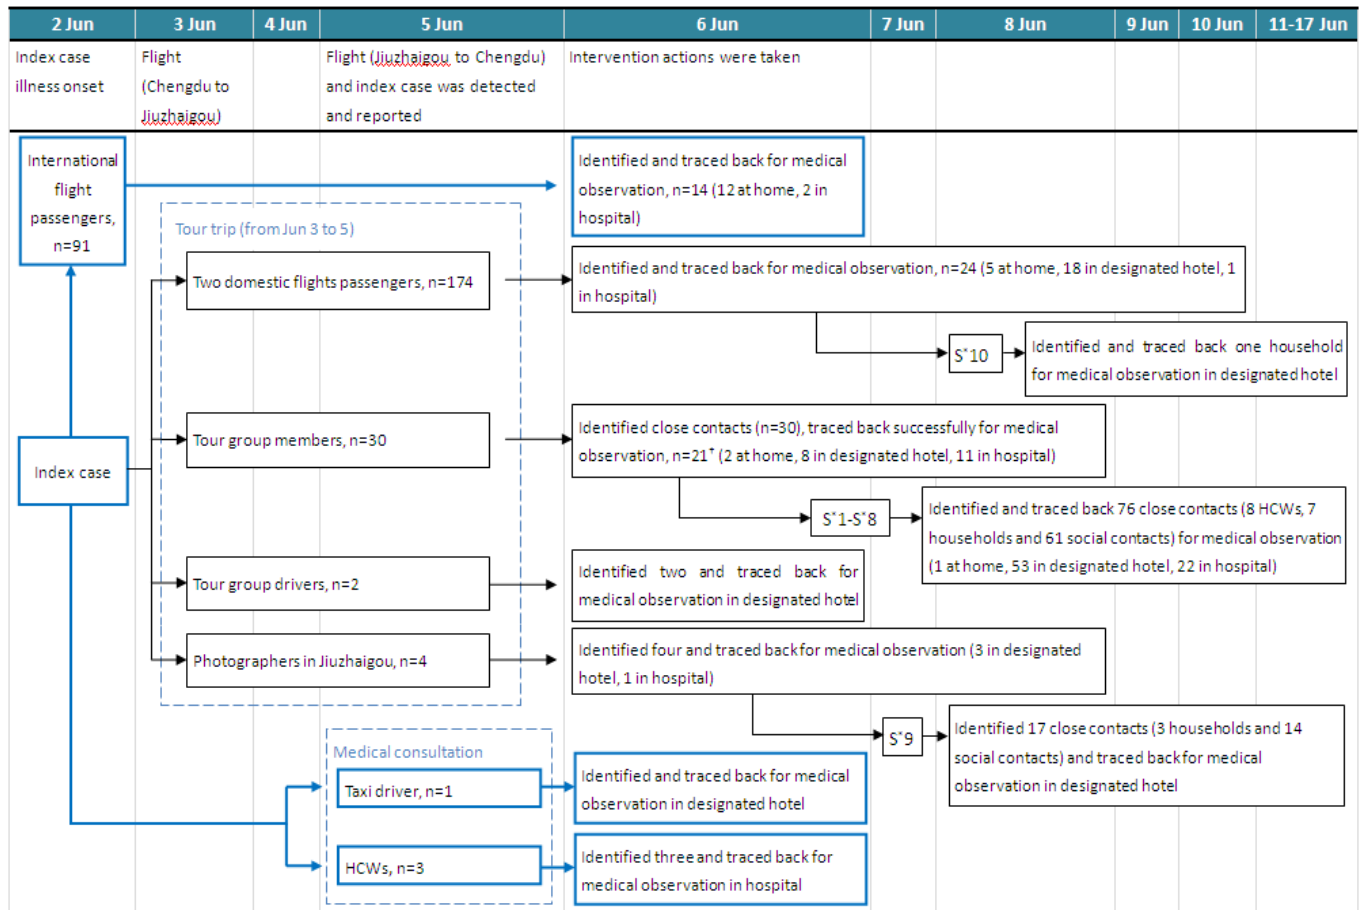 2 Jun 3 Jun 4 Jun 5 Jun 6 Jun 7 Jun 8 Jun 9 Jun 10 Jun 11-17 Jun
Index case
illness onset
Flight
(Chengdu to
Jiuzhaigou)
Flight (Jiuzhaigou to Chengdu)
and index case was detected
and reported
Intervention actions were taken
International
flight
passengers,
n=91
Identified and traced back for medical
observation, n=14 (12 at home, 2 in
hospital)
Tour trip (from Jun 3 to 5)
Two domestic flights passengers, n=174
Identified and traced back for medical observation, n=24 (5 at home, 18 in designated hotel, 1
in hospital)
S*10
Identified and traced back one household
for medical observation in designated hotel
Index case
Tour group members, n=30
Identified close contacts (n=30), traced back successfully for medical
observation, n=21† (2 at home, 8 in designated hotel, 11 in hospital)
S*1-S*8
Identified and traced back 76 close contacts (8 HCWs, 7
households and 61 social contacts) for medical observation
(1 at home, 53 in designated hotel, 22 in hospital)
Tour group drivers, n=2
Identified two and traced back for
medical observation in designated hotel
Photographers in Jiuzhaigou, n=4
Identified four and traced back for medical observation (3 in designated
hotel, 1 in hospital)
S*9
Identified 17 close contacts (3 households and 14
social contacts) and traced back for medical
observation in designated hotel
Medical consultation
Taxi driver, n=1
Identified and traced back for medical
observation in designated hotel
HCWs, n=3
Identified three and traced back for
medical observation in hospital